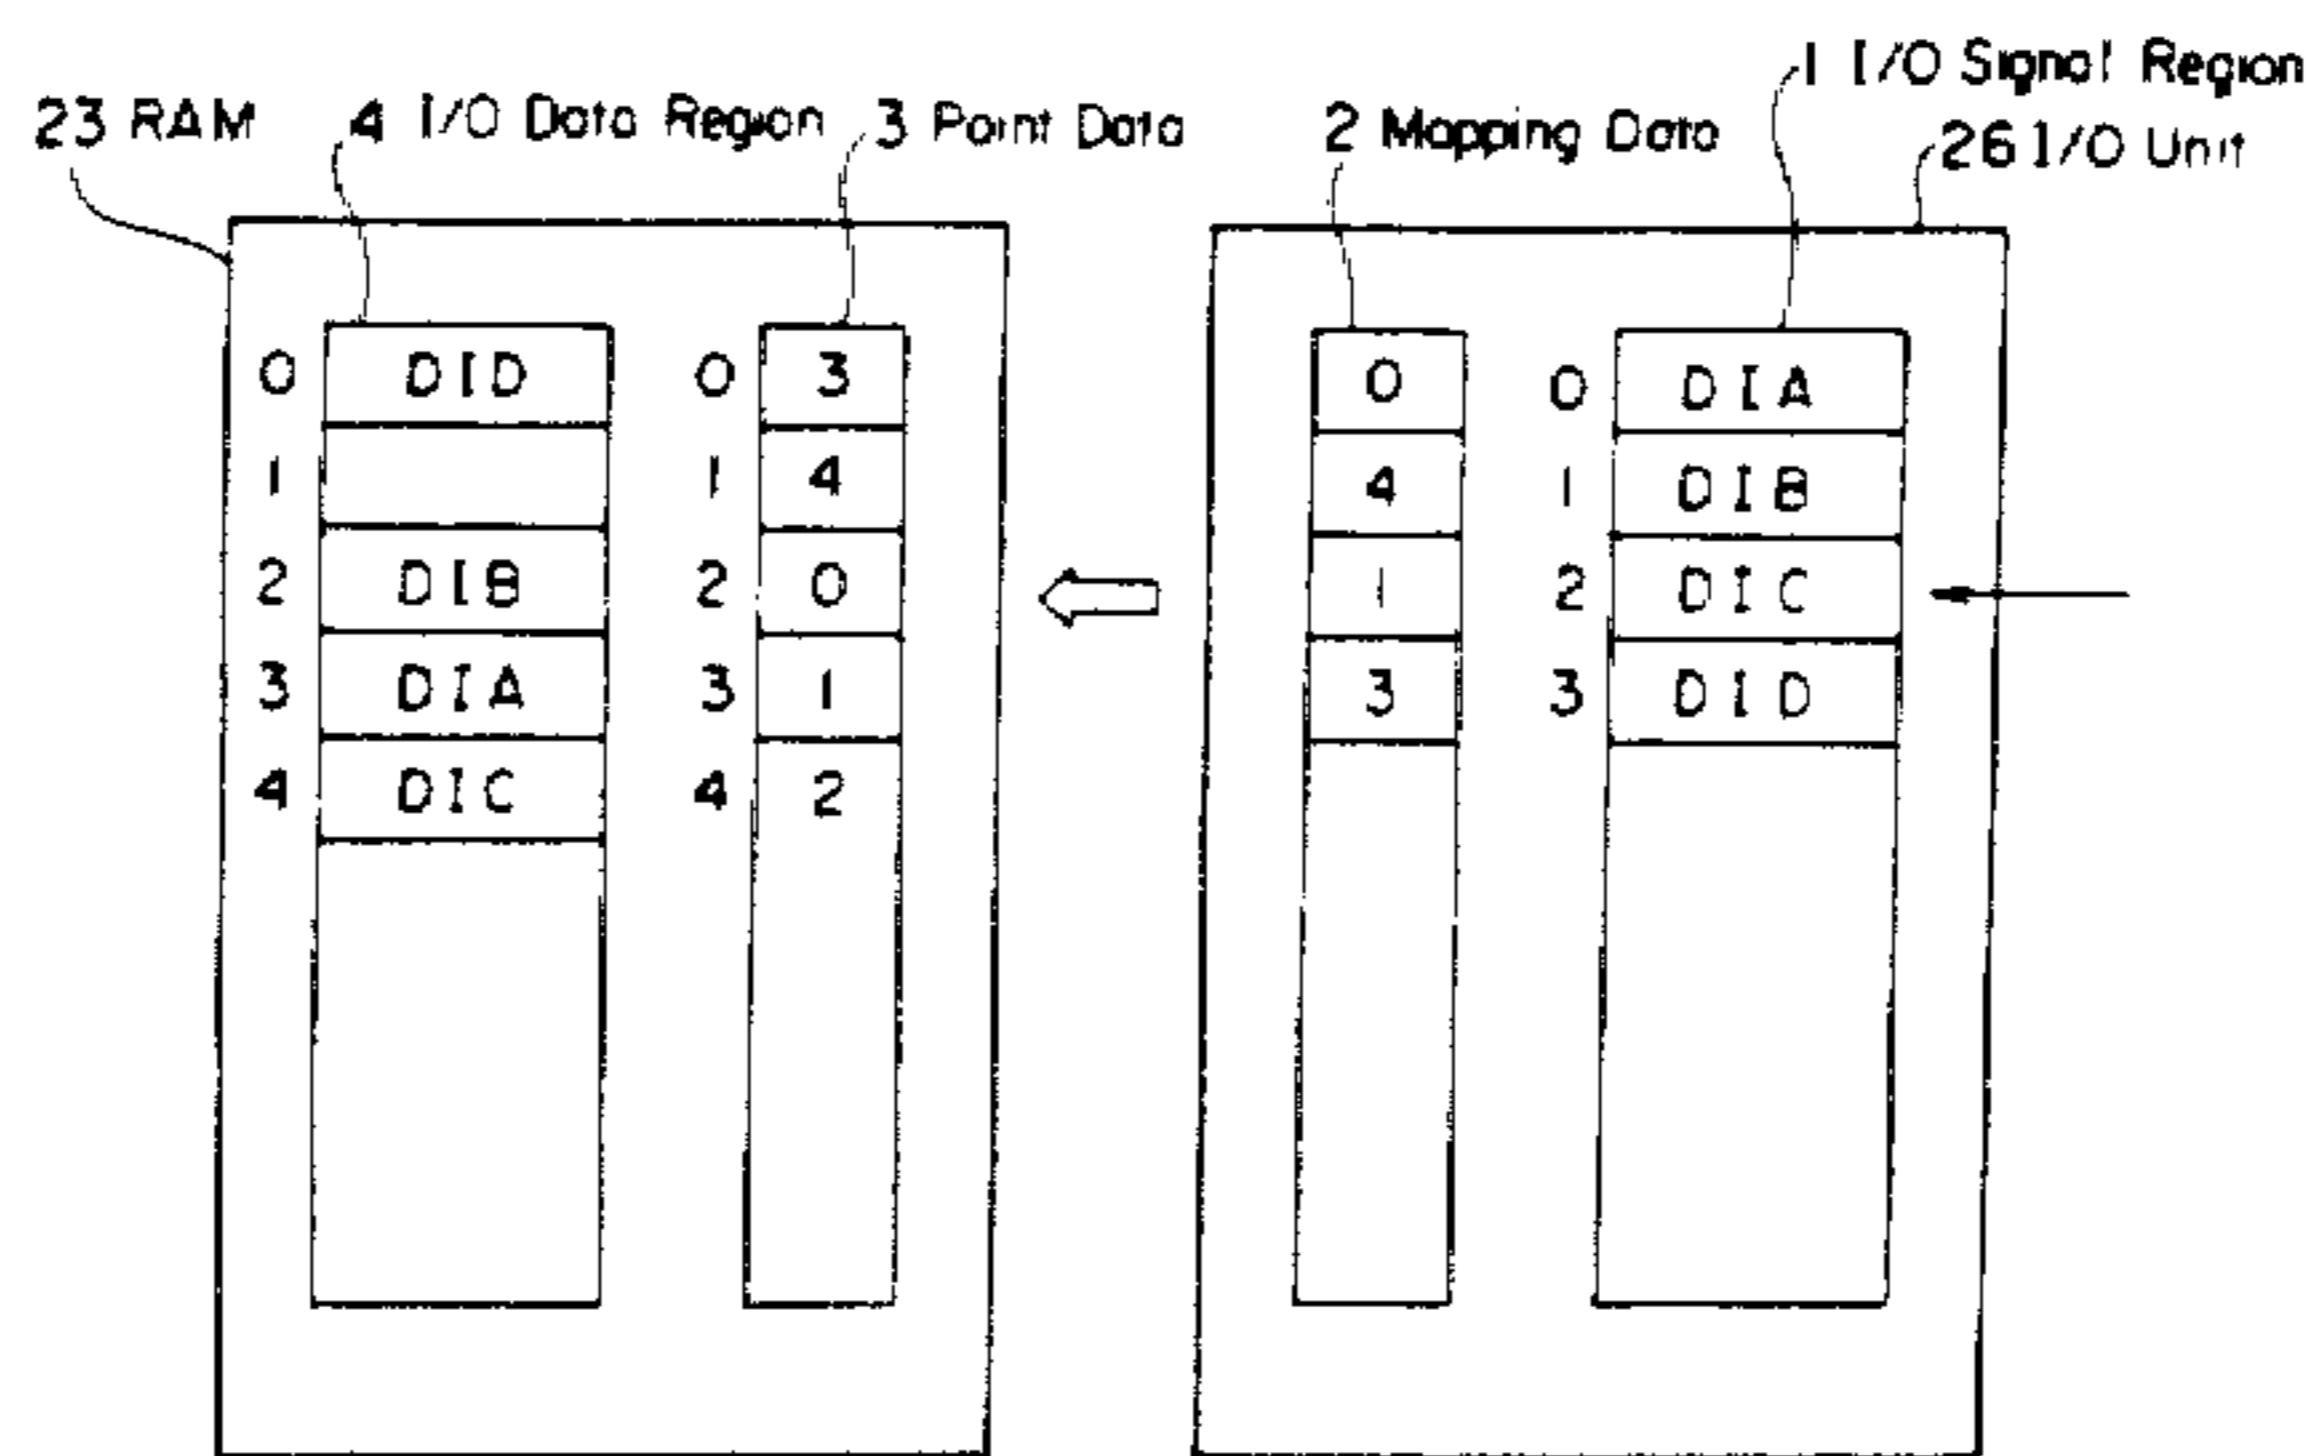 1 I/O Signal Region
23 RAM 4 I/O Data Region 3 Point Data 2 Mapping Data 26 I/O Unit
0 DID 0 3 0 0 DIA
1 1 4 4 1 DIB
2 DIB 2 0 1 2 DIC
3 DIA 3 1 3 3 DID
4 DIC 4 2